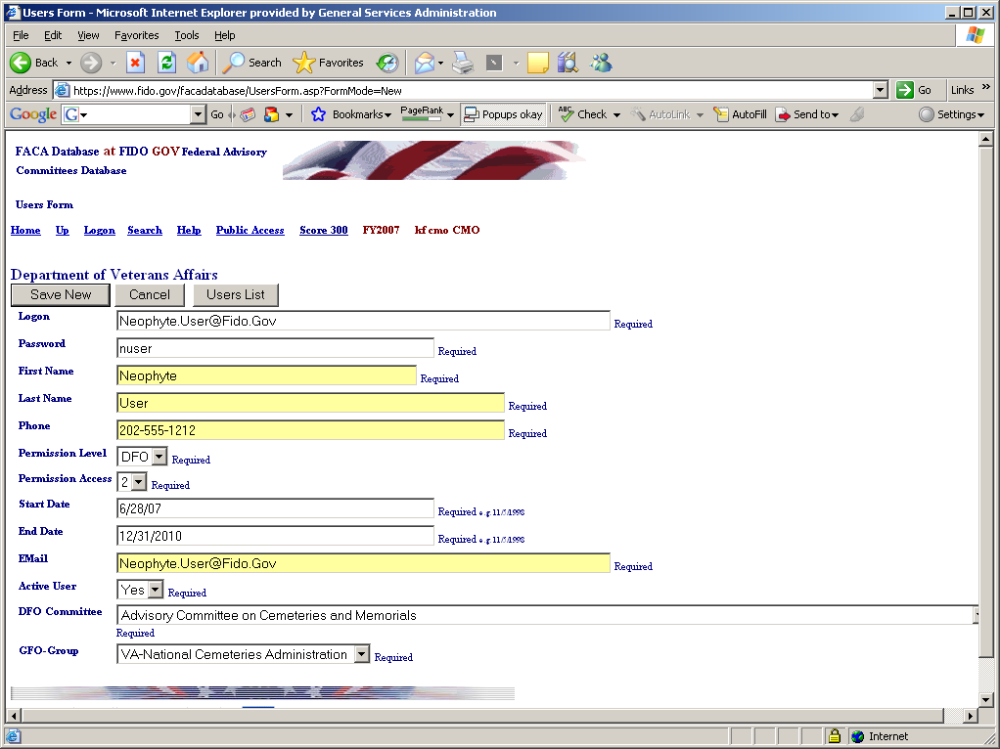 Users Form - Microsoft Internet Explorer provided by General Services Administration
File Edit View Favorites Tools Help
Back Search Favorites
Address https://www.fido.gov/facadatabase/UsersForm.asp?FormMode=New Go Links »
Google G Go Bookmarks PageRank Popups okay ABC Check AutoLink AutoFill Send to Settings
FACA Database at FIDO GOV Federal Advisory
Committees Database
Users Form
Home Up Logon Search Help Public Access Score 300 FY2007 kf cmo CMO
Department of Veterans Affairs
Save New Cancel Users List
Logon Neophyte.User@Fido.Gov Required
Password nuser Required
First Name Neophyte Required
Last Name User Required
Phone 202-555-1212 Required
Permission Level DFO Required
Permission Access 2 Required
Start Date 6/28/07 Required e.g.11/5/1998
End Date 12/31/2010 Required e.g.11/5/1998
EMail Neophyte.User@Fido.Gov Required
Active User Yes Required
DFO Committee Advisory Committee on Cemeteries and Memorials
Required
GFO-Group VA-National Cemeteries Administration Required
Internet